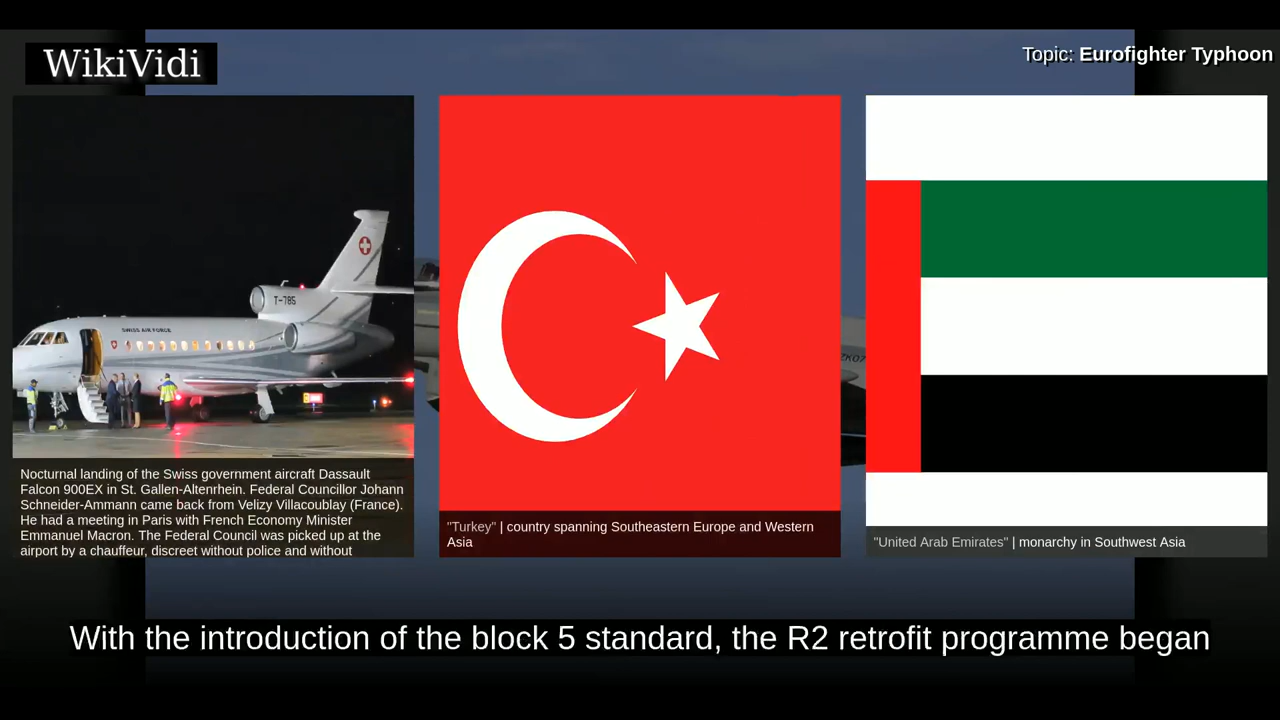 WikiVidi
Topic: Eurofighter Typhoon
T-785
SWISS AIR FORCE
ZK07
Nocturnal landing of the Swiss government aircraft Dassault
Falcon 900EX in St. Gallen-Altenrhein. Federal Councillor Johann
Schneider-Ammann came back from Velizy Villacoublay (France).
He had a meeting in Paris with French Economy Minister
Emmanuel Macron. The Federal Council was picked up at the
airport by a chauffeur, discreet without police and without
"Turkey" | country spanning Southeastern Europe and Western
Asia
"United Arab Emirates" | monarchy in Southwest Asia
With the introduction of the block 5 standard, the R2 retrofit programme began